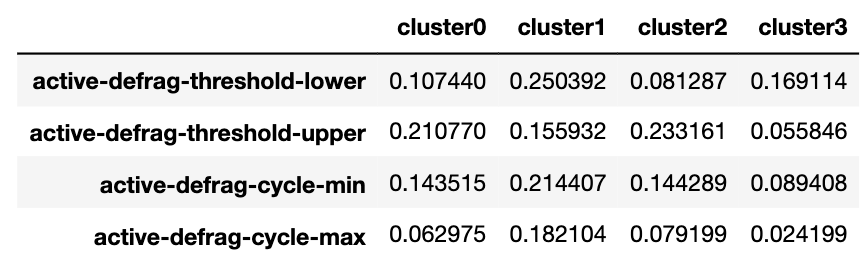 cluster0 cluster1 cluster2 cluster3
active-defrag-threshold-lower 0.107440 0.250392 0.081287 0.169114
active-defrag-threshold-upper 0.210770 0.155932 0.233161 0.055846
active-defrag-cycle-min 0.143515 0.214407 0.144289 0.089408
active-defrag-cycle-max 0.062975 0.182104 0.079199 0.024199